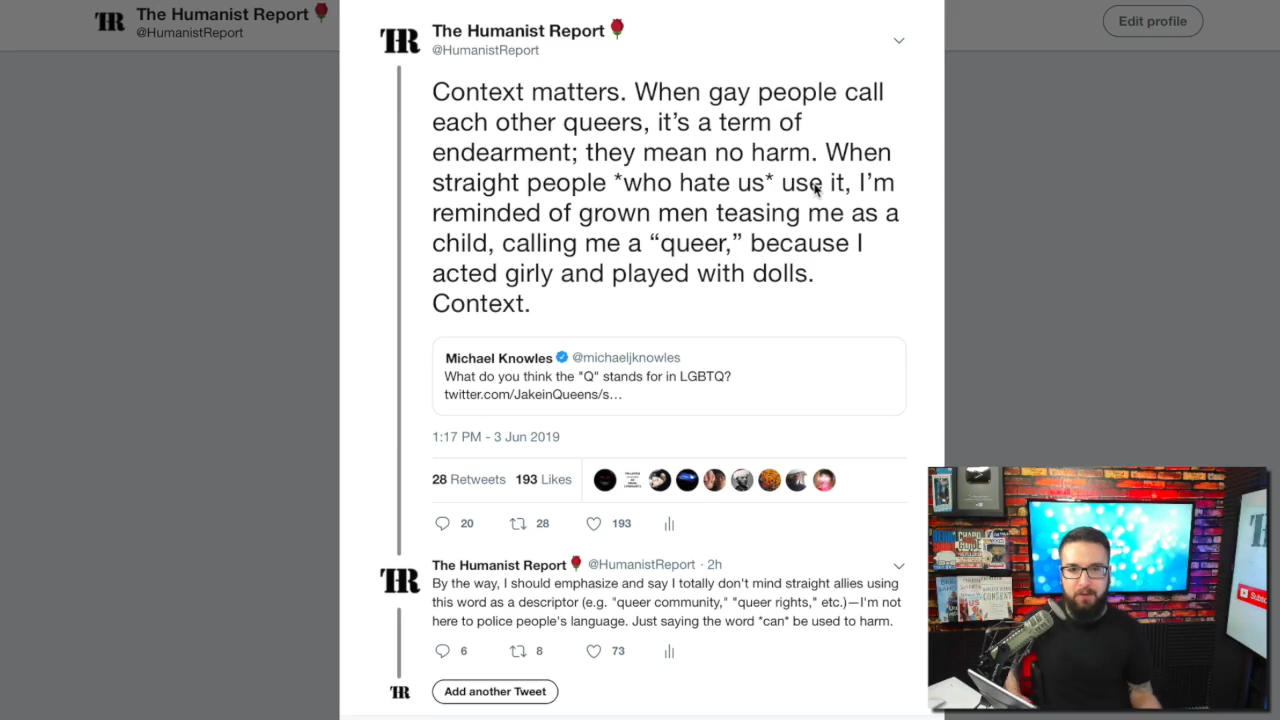 The Humanist Report
@HumanistReport
Edit profile
The Humanist Report
@HumanistReport
Context matters. When gay people call
each other queers, it's a term of
endearment; they mean no harm. When
straight people *who hate us* use it, I'm
reminded of grown men teasing me as a
child, calling me a “queer,” because I
acted girly and played with dolls.
Context.
Michael Knowles @michaeljknowles
What do you think the "Q" stands for in LGBTQ?
twitter.com/JakeinQueens/s…
1:17 PM - 3 Jun 2019
28 Retweets 193 Likes
20 28 193
The Humanist Report @HumanistReport · 2h
By the way, I should emphasize and say I totally don't mind straight allies using
this word as a descriptor (e.g. "queer community," "queer rights," etc.)—I'm not
here to police people's language. Just saying the word *can* be used to harm.
6 8 73
Add another Tweet